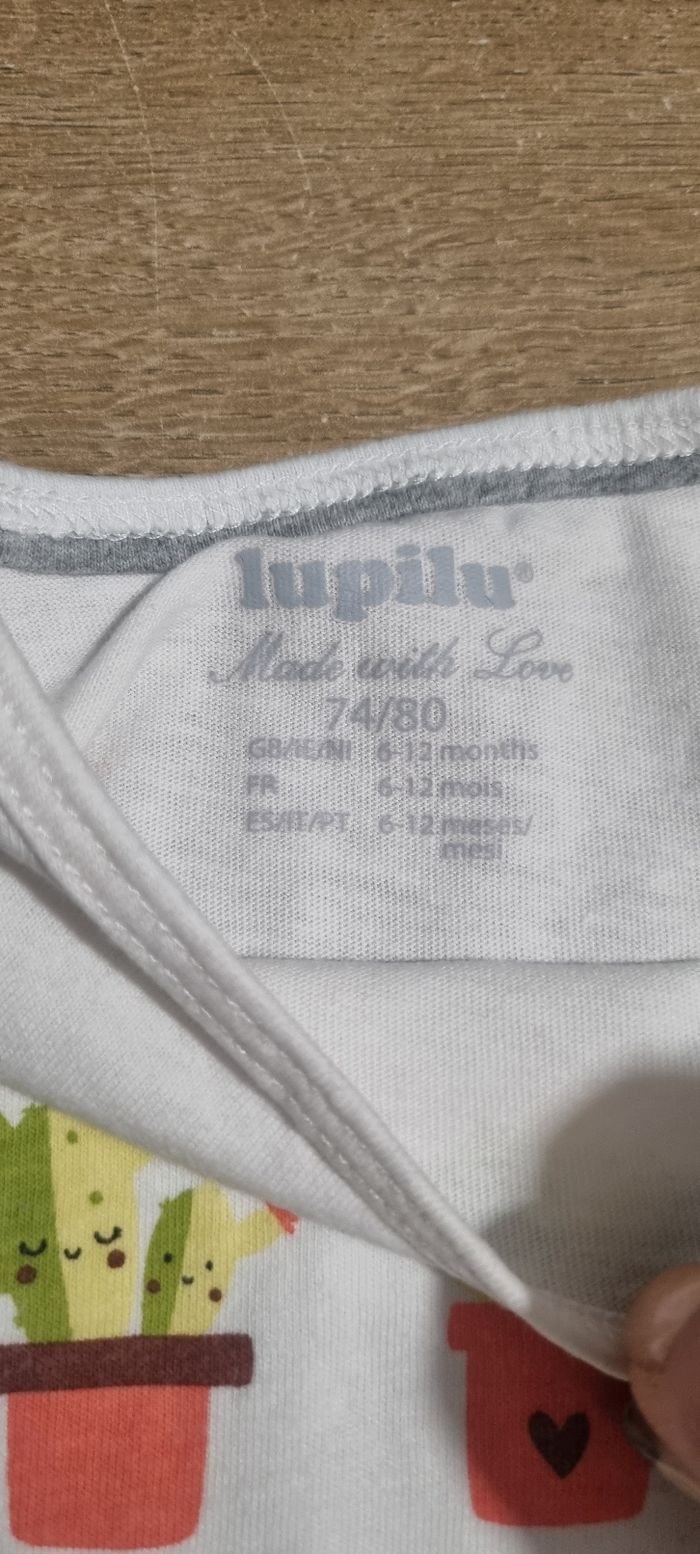 lupilu®
Made with Love
74/80
GB/IE/NI 6-12 months
FR 6-12 mois
ES/IT/PT 6-12 meses/
mesi